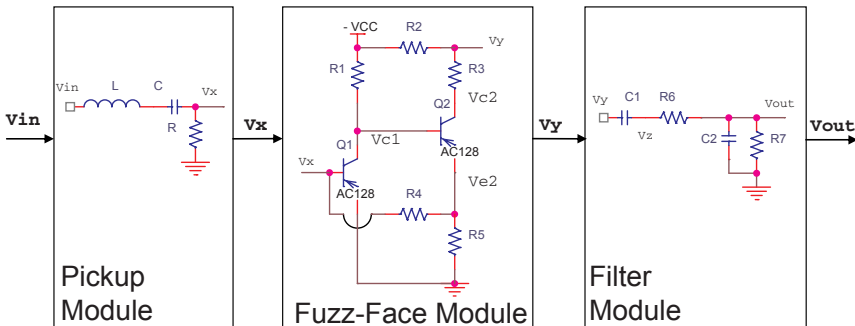 Vin
Vin
L
C
Vx
R
Pickup
Module
Vx
- VCC
R2
Vy
R1
R3
Vc2
Q2
Vc1
Q1
AC128
Vx
AC128
Ve2
R4
R5
Fuzz-Face Module
Vy
Vy
C1
R6
Vout
Vz
C2
R7
Filter
Module
Vout